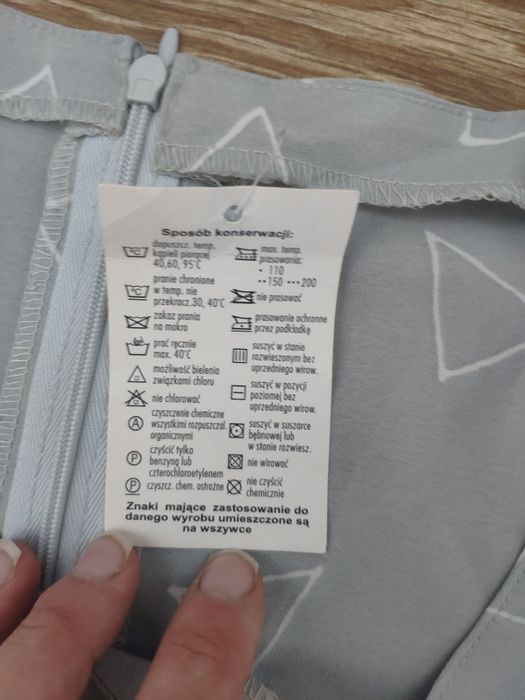 Sposób konserwacji:
dopuszcz. temp.
kąpieli piorącej
40,60, 95°C
pranie chronione
w temp. nie
przekracz.30, 40°C
zakaz prania
na mokro
prać ręcznie
max. 40°C
możliwość bielenia
związkami chloru
nie chlorować
A
czyszczenie chemiczne
wszystkimi rozpuszczal.
organicznymi
P
czyścić tylko
benzyną lub
czterochloroetylenem
P
czyszcz. chem. ostrożne
max. temp.
prasowania:
· 110
··150 ···200
nie prasować
prasowanie ochronne
przez podkładkę
suszyć w stanie
rozwieszonym bez
uprzedniego wirow.
suszyć w pozycji
poziomej bez
uprzedniego wirow.
suszyć w suszarce
bębnowej lub
w stanie rozwiesz.
nie wirować
nie czyścić
chemicznie
Znaki mające zastosowanie do
danego wyrobu umieszczone są
na wszywce